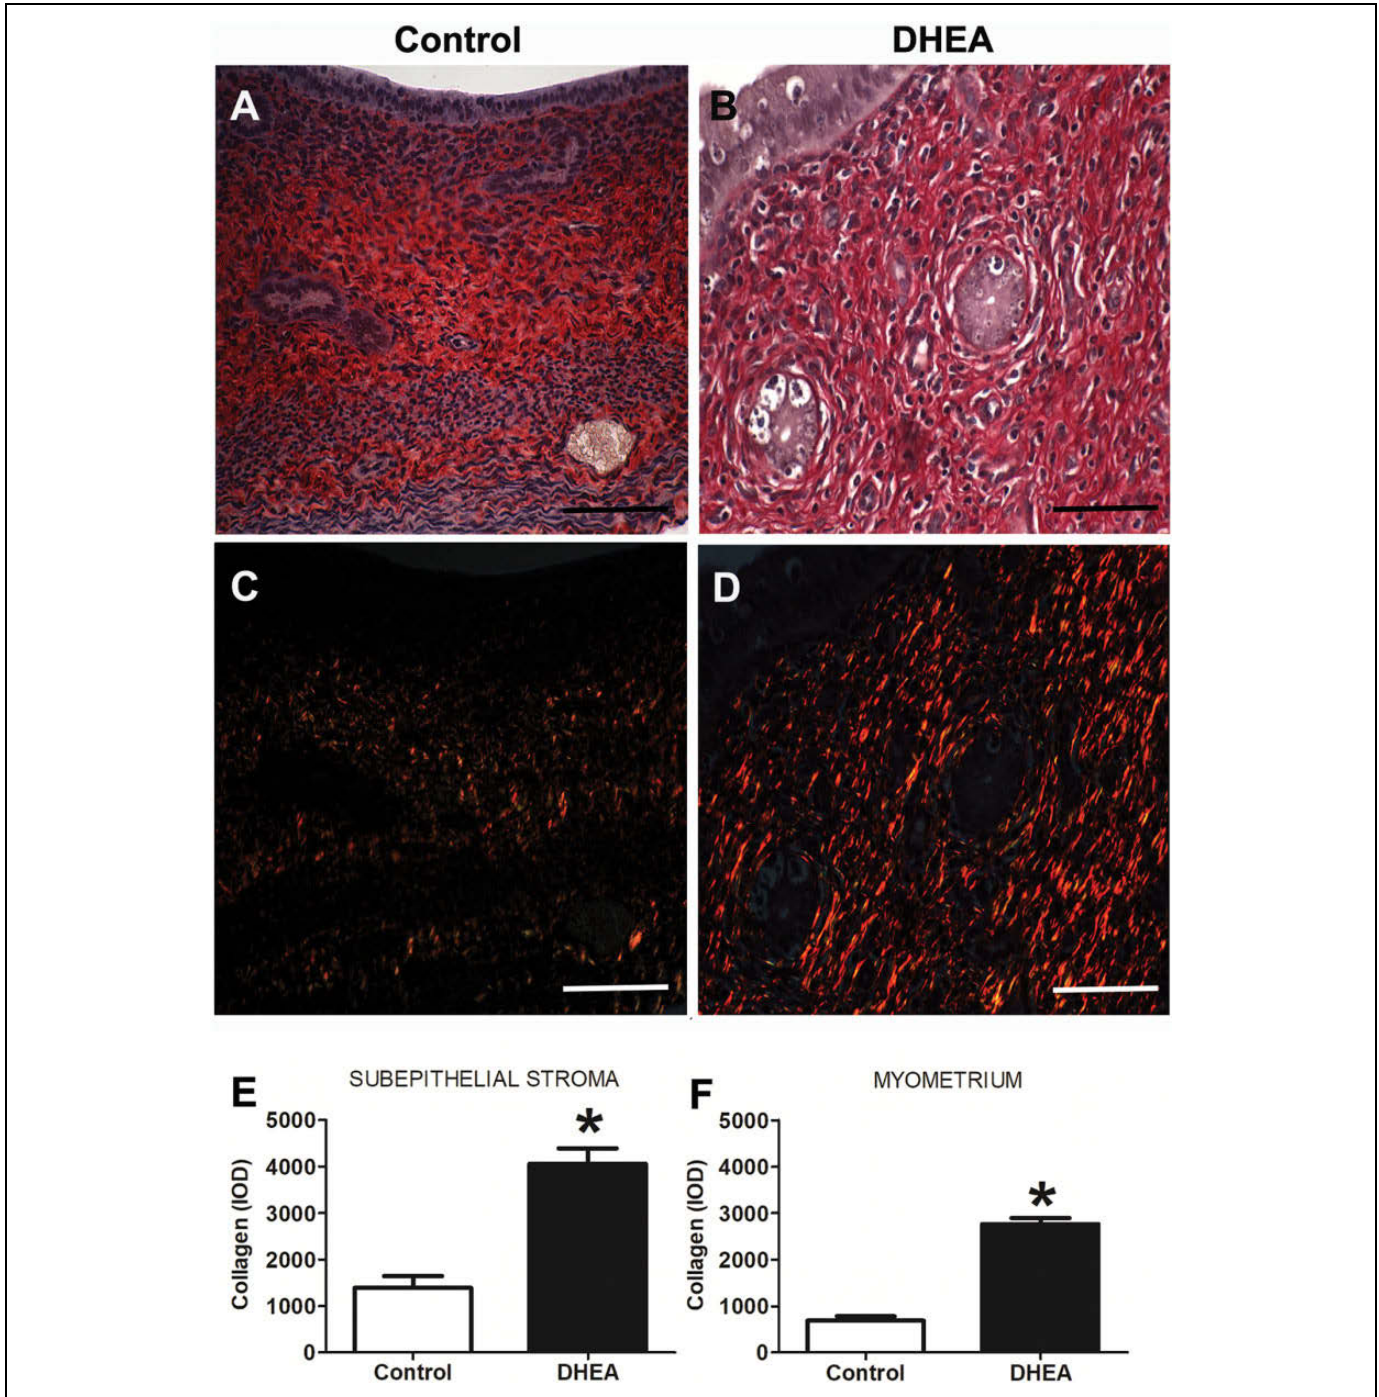 Control DHEA
A B
C D
E SUBEPITHELIAL STROMA F MYOMETRIUM
*
*
Collagen (IOD)
5000
4000
3000
2000
1000
0
Control DHEA
Collagen (IOD)
5000
4000
3000
2000
1000
0
Control DHEA